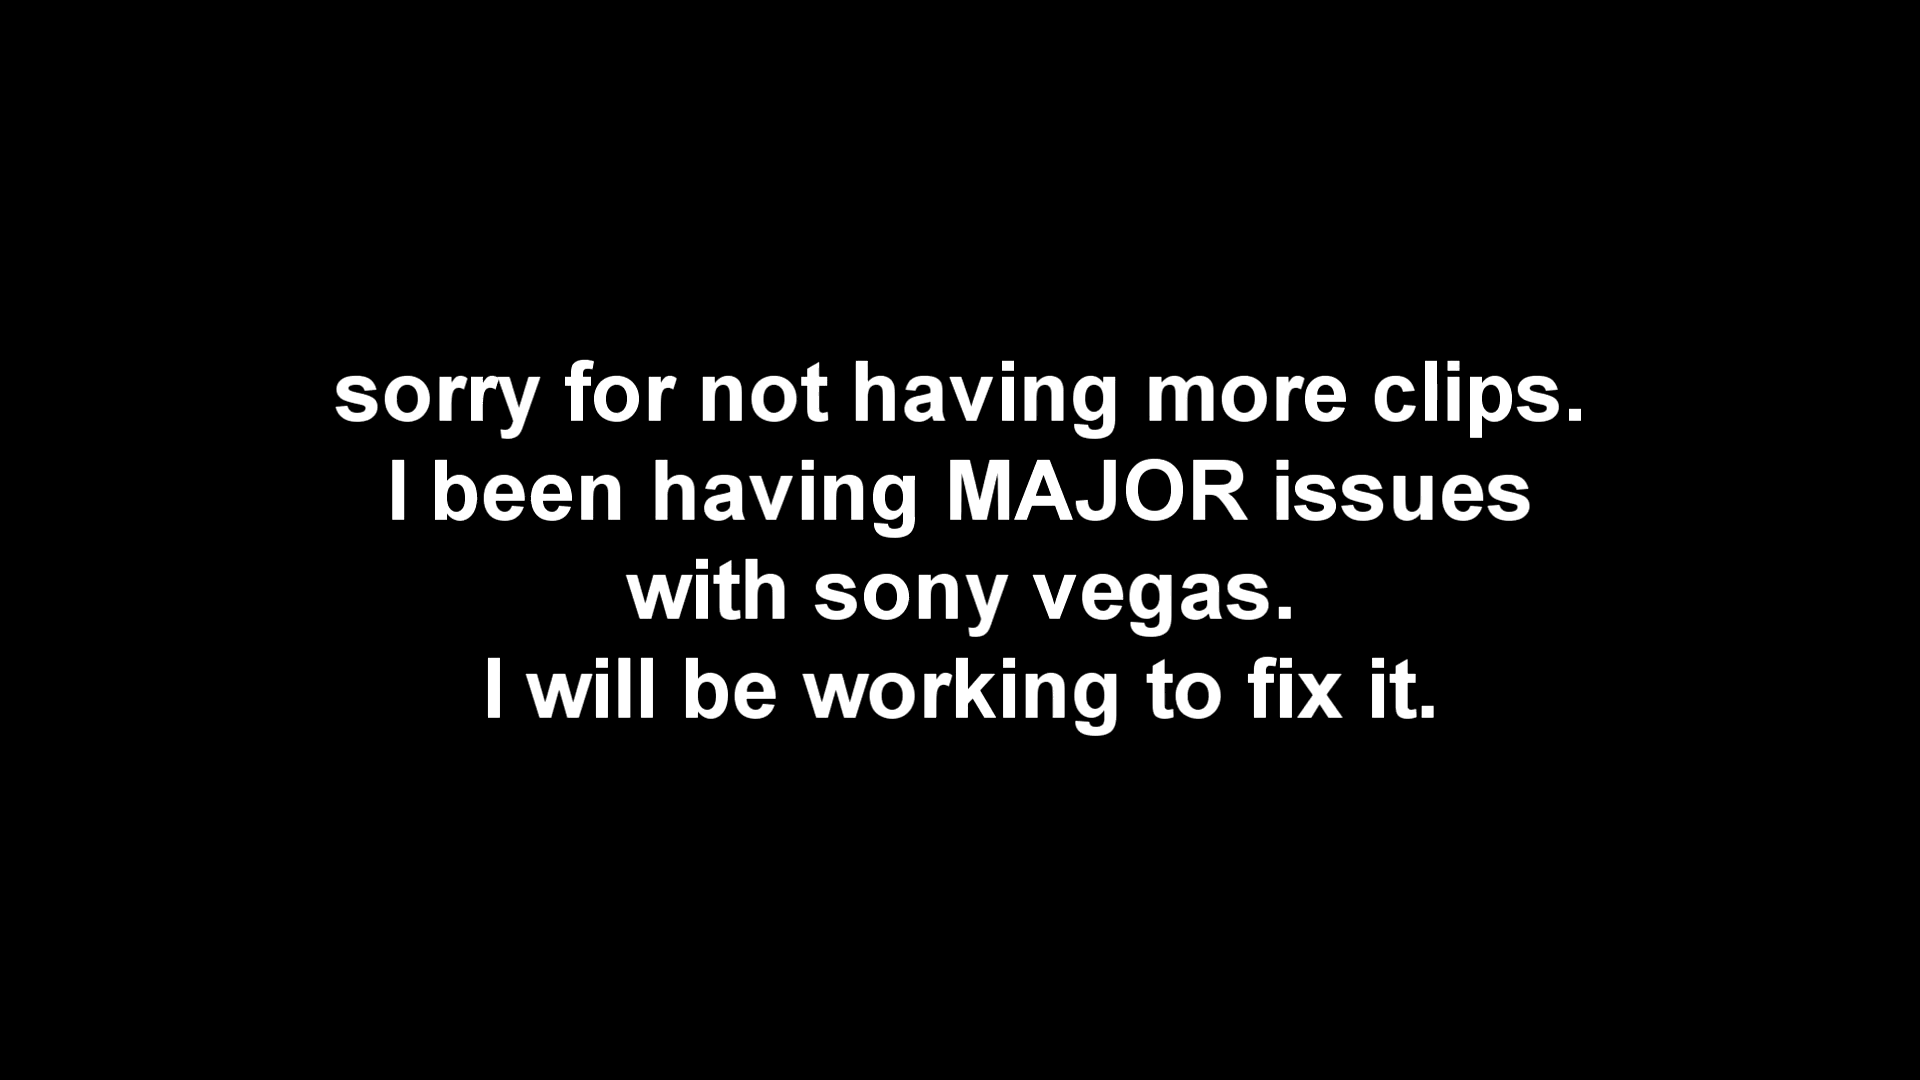 sorry for not having more clips.
I been having MAJOR issues
with sony vegas.
I will be working to fix it.